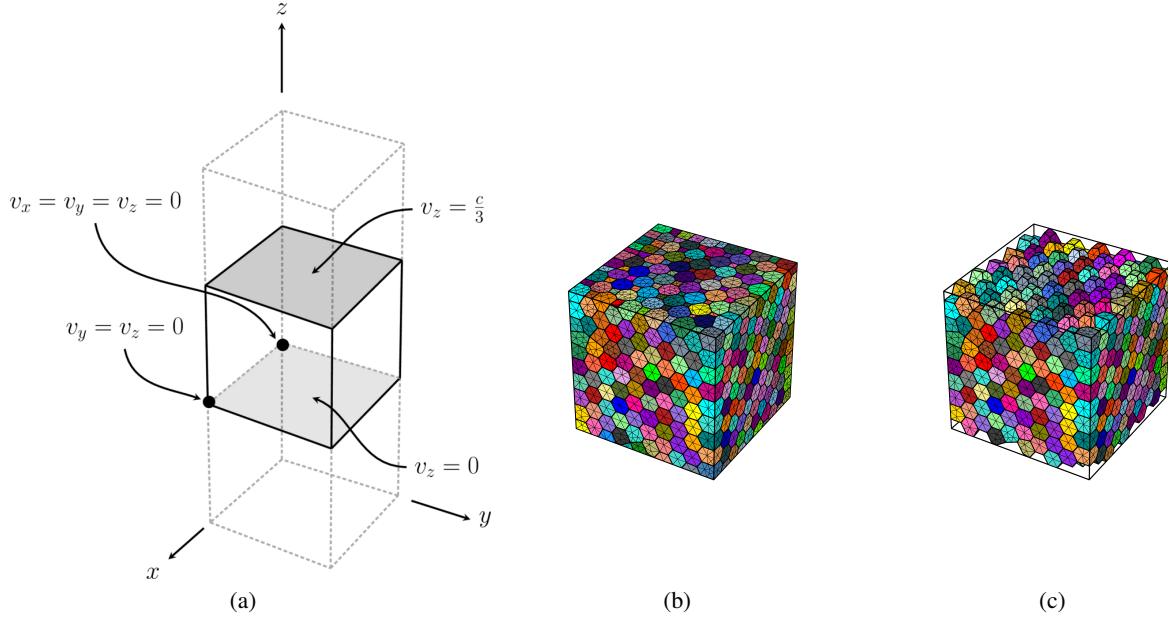 z
v_x = v_y = v_z = 0
v_z = c/3
v_y = v_z = 0
v_z = 0
y
x
(a)
(b)
(c)